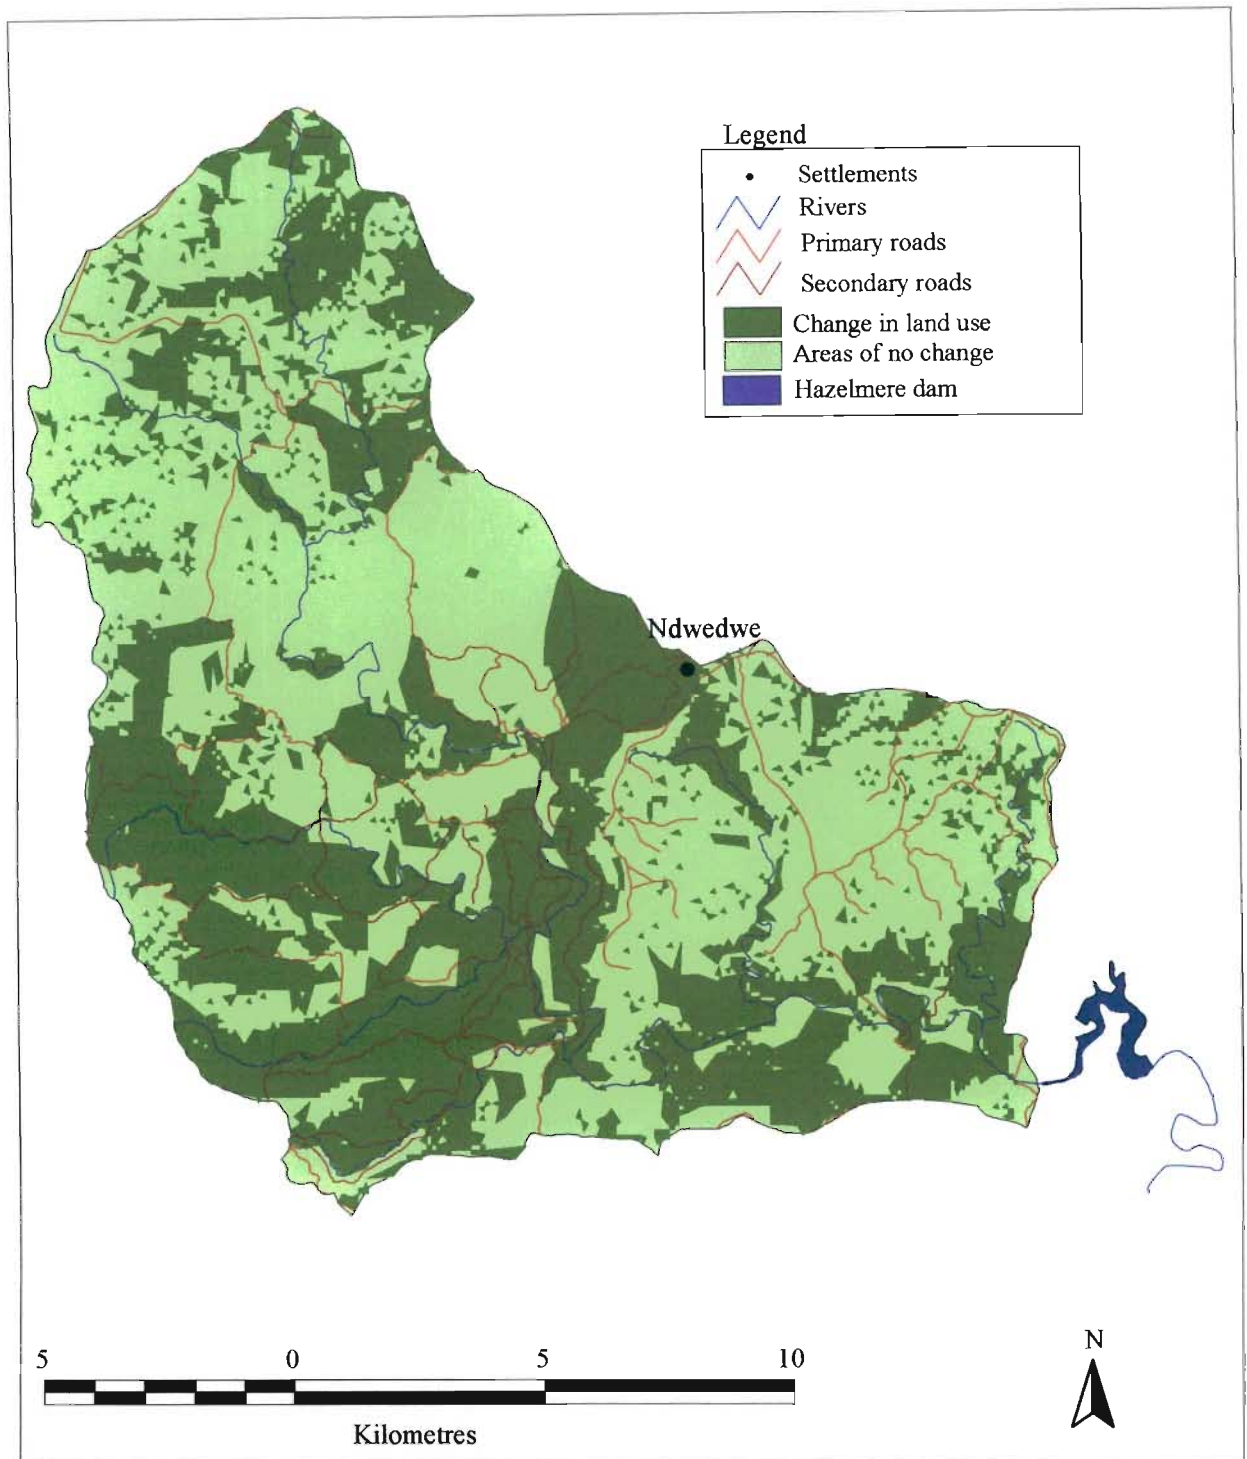 Legend
Settlements
Rivers
Primary roads
Secondary roads
Change in land use
Areas of no change
Hazelmere dam
Ndwedwe
N
5 0 5 10
Kilometres